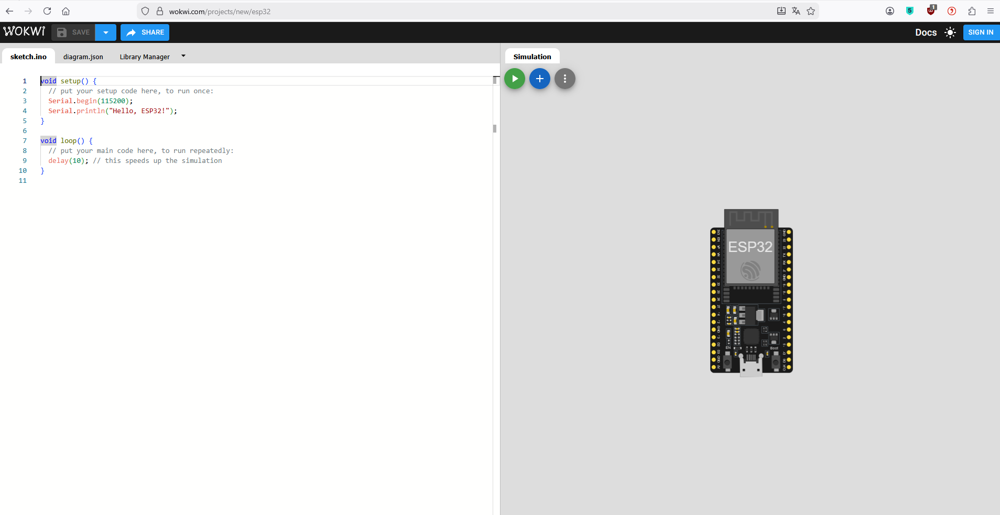 wokwi.com/projects/new/esp32
5
1
WOKWI
SAVE
SHARE
Docs
SIGN IN
sketch.ino
diagram.json
Library Manager
Simulation
1 void setup() {
2 // put your setup code here, to run once:
3 Serial.begin(115200);
4 Serial.println("Hello, ESP32!");
5 }
6
7 void loop() {
8 // put your main code here, to run repeatedly:
9 delay(10); // this speeds up the simulation
10 }
11
ESP32
EN
Boot